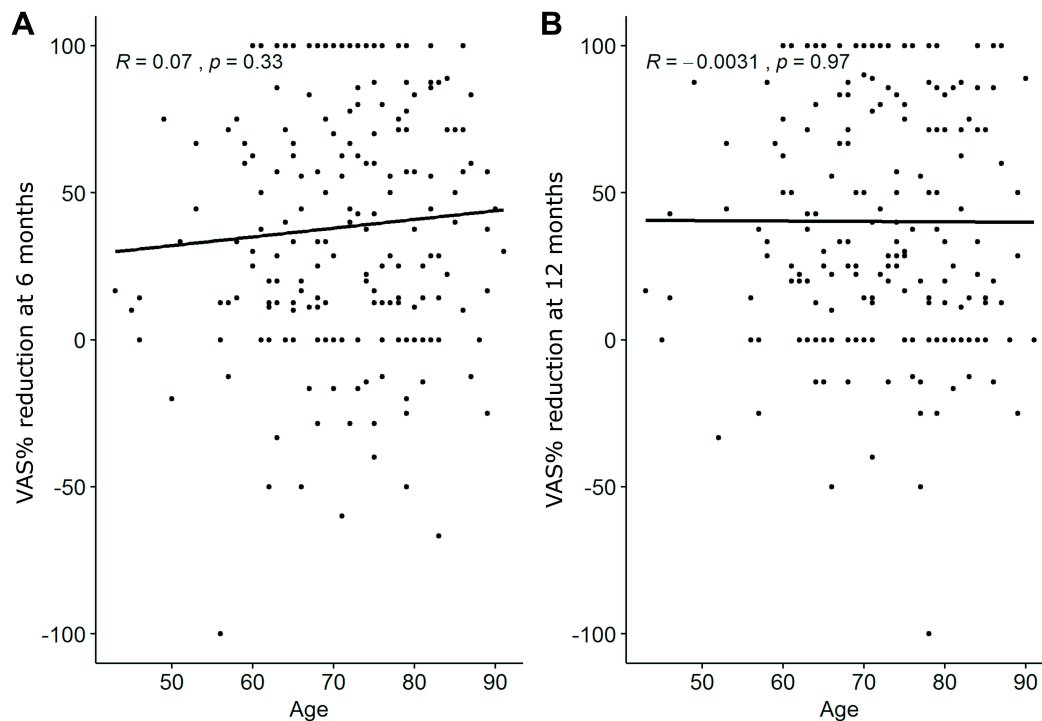 A
R = 0.07 , p = 0.33
VAS% reduction at 6 months
100
50
0
-50
-100
50 60 70 80 90
Age
B
R = −0.0031 , p = 0.97
VAS% reduction at 12 months
100
50
0
-50
-100
50 60 70 80 90
Age